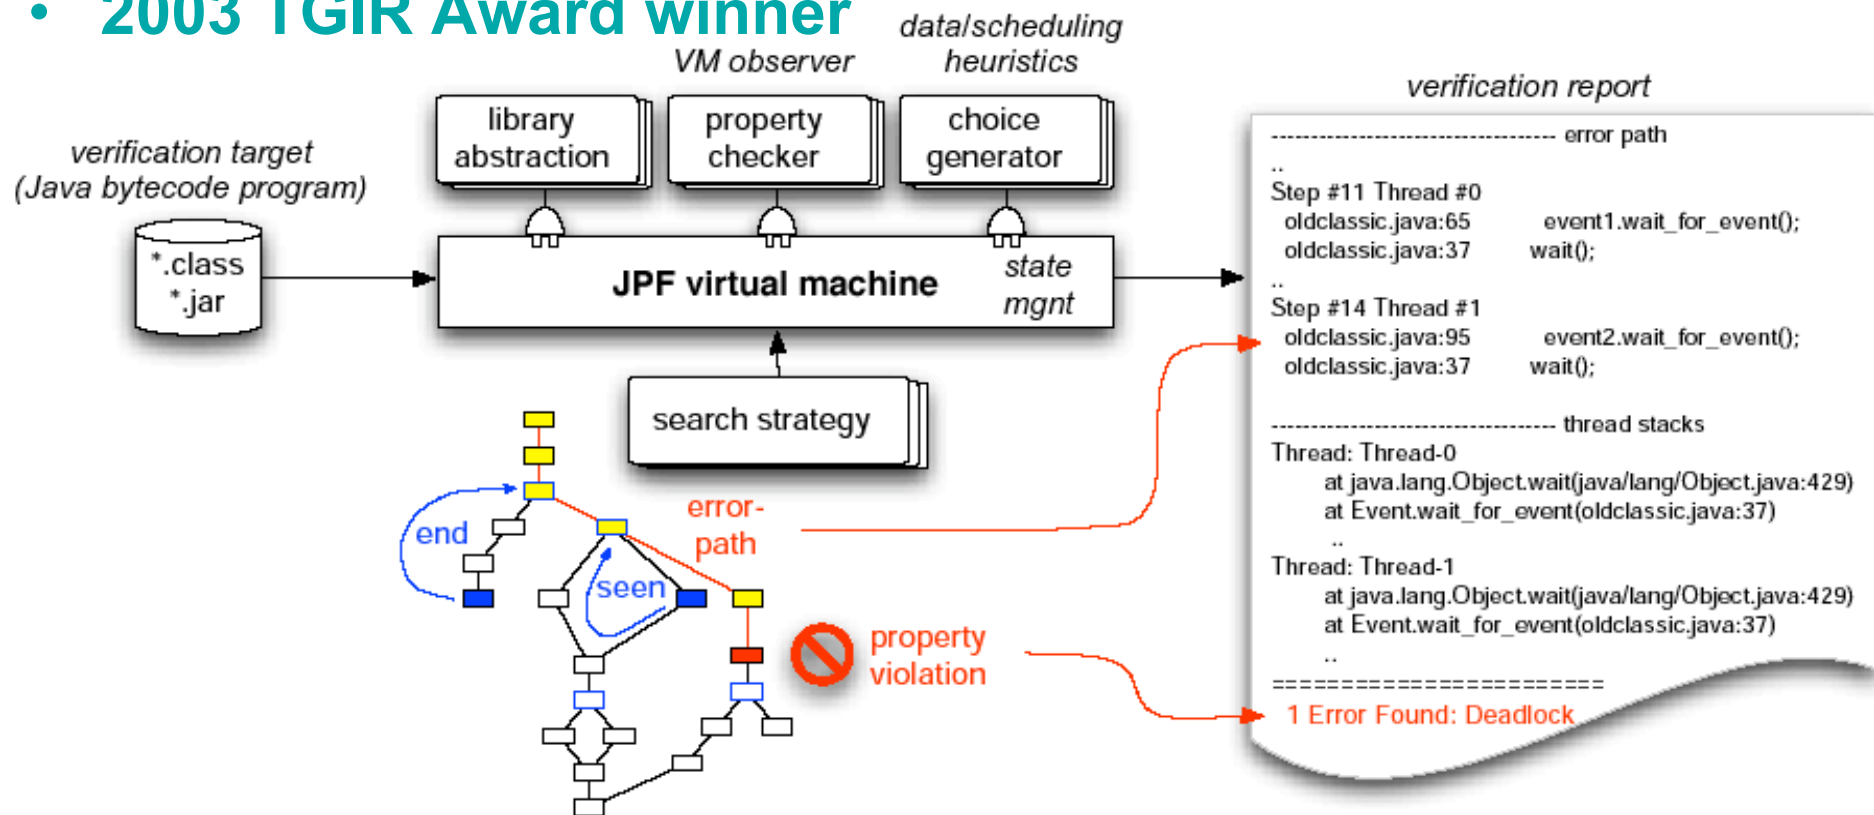 • 2003 TGIR Award winner
data/scheduling
heuristics
VM observer
verification report
verification target
(Java bytecode program)
library
abstraction
property
checker
choice
generator
*.class
*.jar
JPF virtual machine
state
mgnt
search strategy
end
seen
error-
path
property
violation
----------------------------------- error path
..
Step #11 Thread #0
oldclassic.java:65 event1.wait_for_event();
oldclassic.java:37 wait();
..
Step #14 Thread #1
oldclassic.java:95 event2.wait_for_event();
oldclassic.java:37 wait();
----------------------------------- thread stacks
Thread: Thread-0
at java.lang.Object.wait(java/lang/Object.java:429)
at Event.wait_for_event(oldclassic.java:37)
..
Thread: Thread-1
at java.lang.Object.wait(java/lang/Object.java:429)
at Event.wait_for_event(oldclassic.java:37)
..
========================
1 Error Found: Deadlock